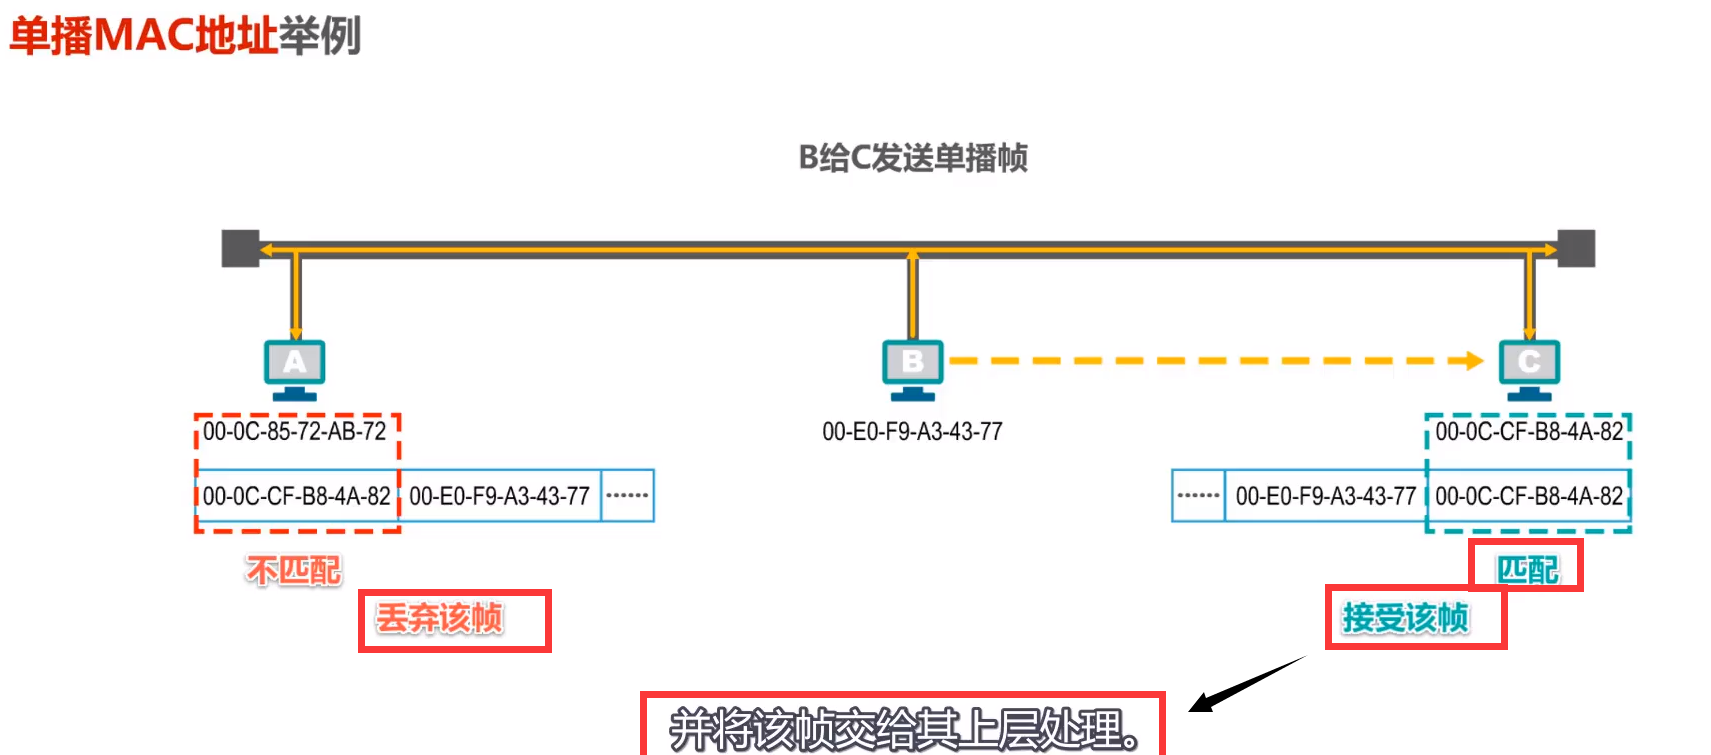 单播MAC地址举例
B给C发送单播帧
A
B
C
00-0C-85-72-AB-72
00-E0-F9-A3-43-77
00-0C-CF-B8-4A-82
00-0C-CF-B8-4A-82 00-E0-F9-A3-43-77 ······
······ 00-E0-F9-A3-43-77 00-0C-CF-B8-4A-82
不匹配
匹配
丢弃该帧
接受该帧
并将该帧交给其上层处理。